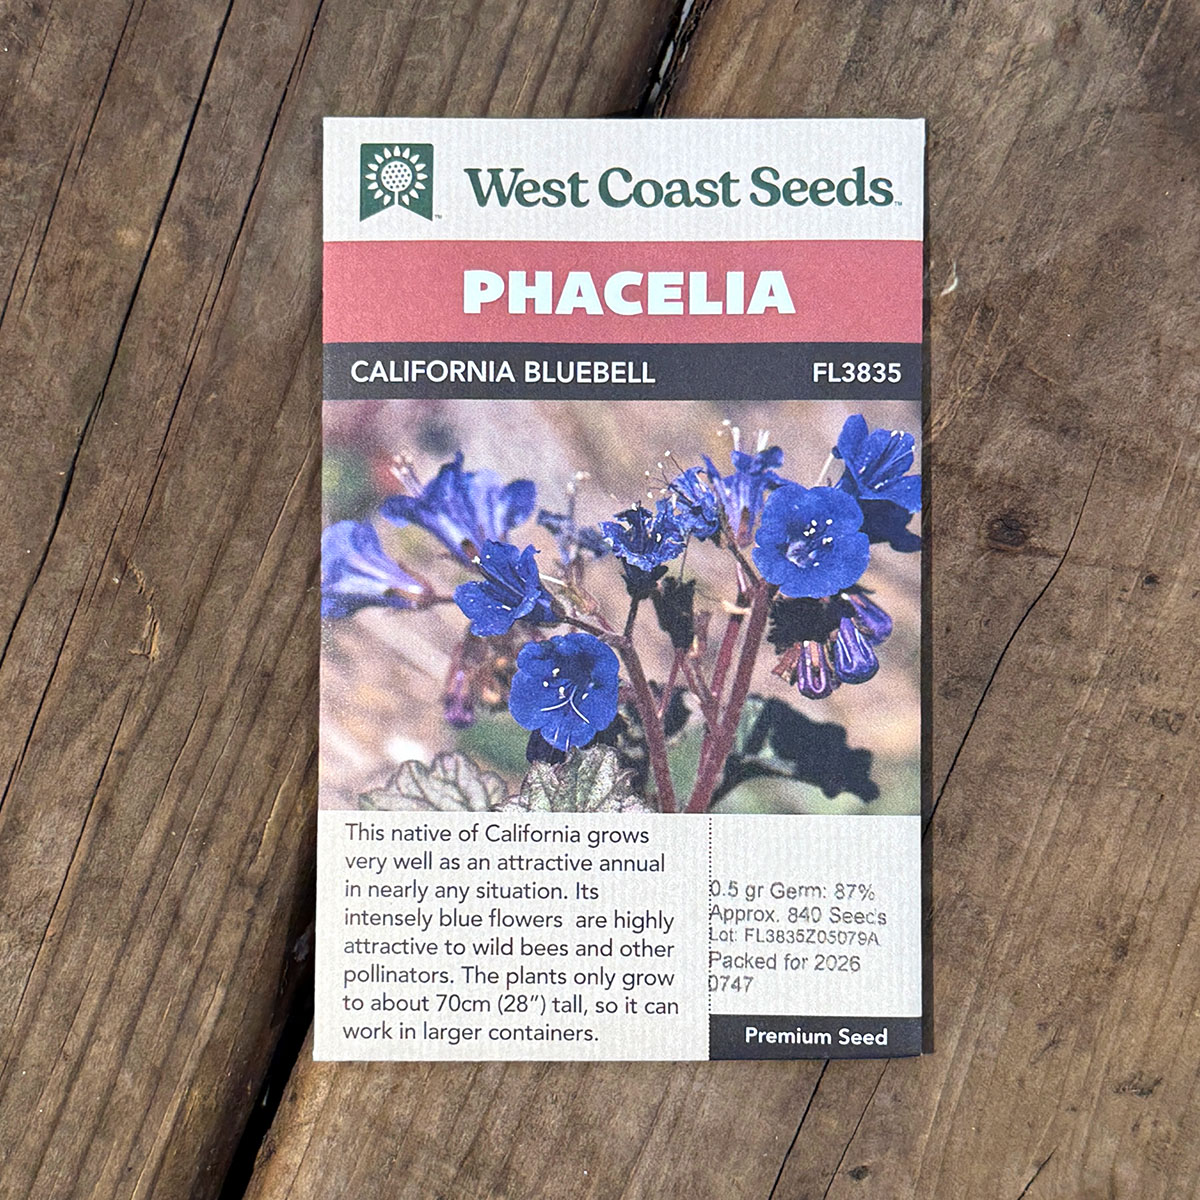 West Coast Seeds™
PHACELIA
CALIFORNIA BLUEBELL FL3835
This native of California grows
very well as an attractive annual
in nearly any situation. Its
intensely blue flowers are highly
attractive to wild bees and other
pollinators. The plants only grow
to about 70cm (28”) tall, so it can
work in larger containers.
0.5 gr Germ: 87%
Approx. 840 Seeds
Lot: FL3835Z05079A
Packed for 2026
0747
Premium Seed